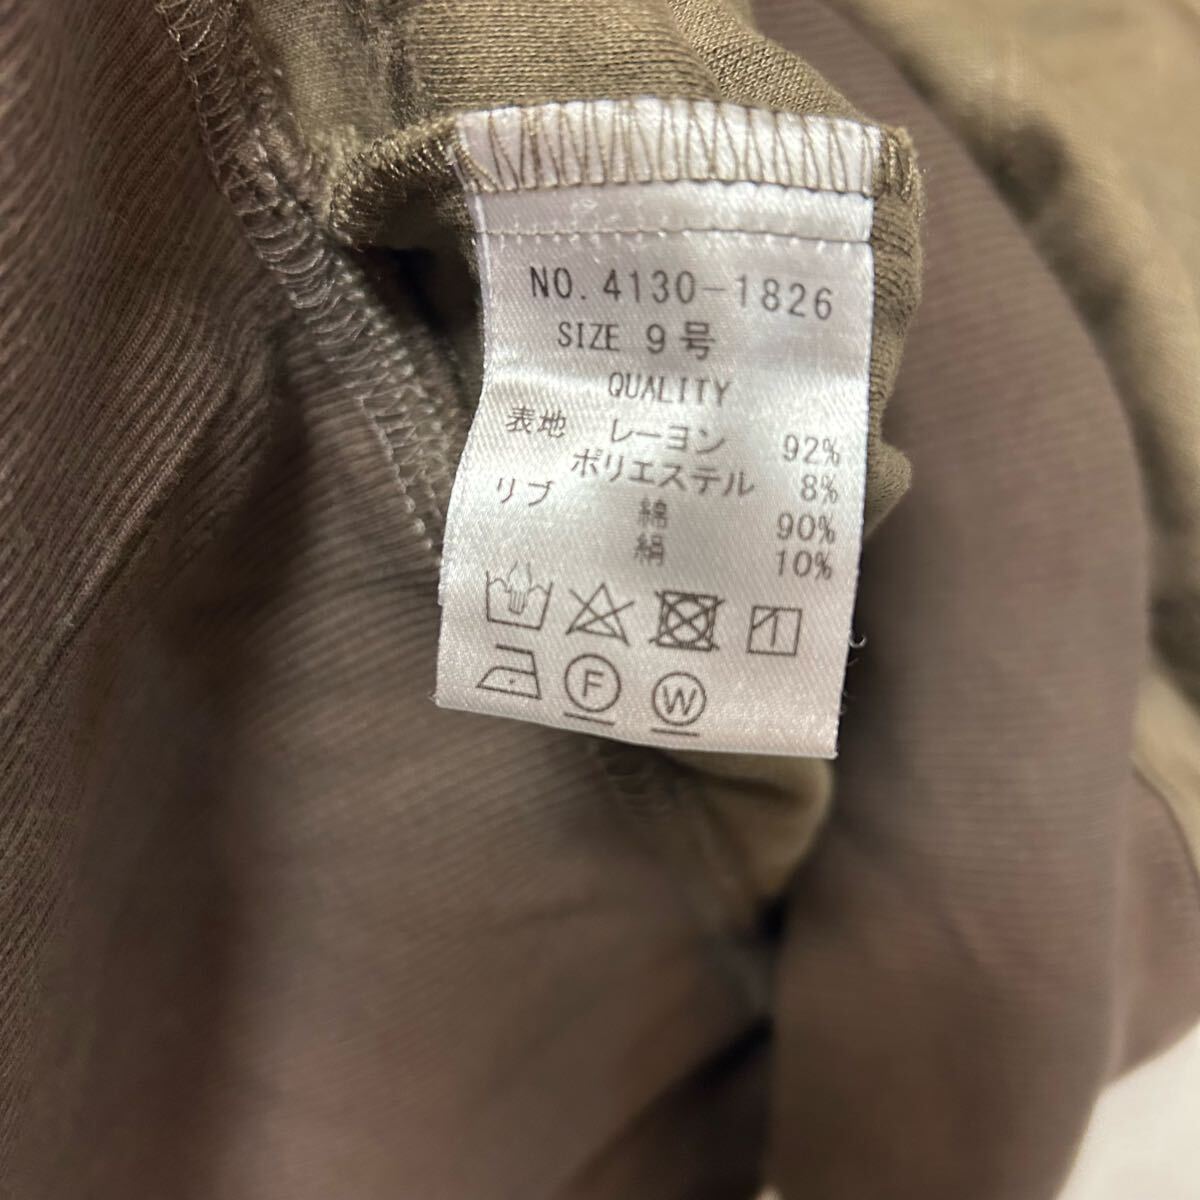 NO. 4130-1826
SIZE 9号
QUALITY
表地 レーヨン 92%
ポリエステル 8%
リブ 綿 90%
絹 10%
F W